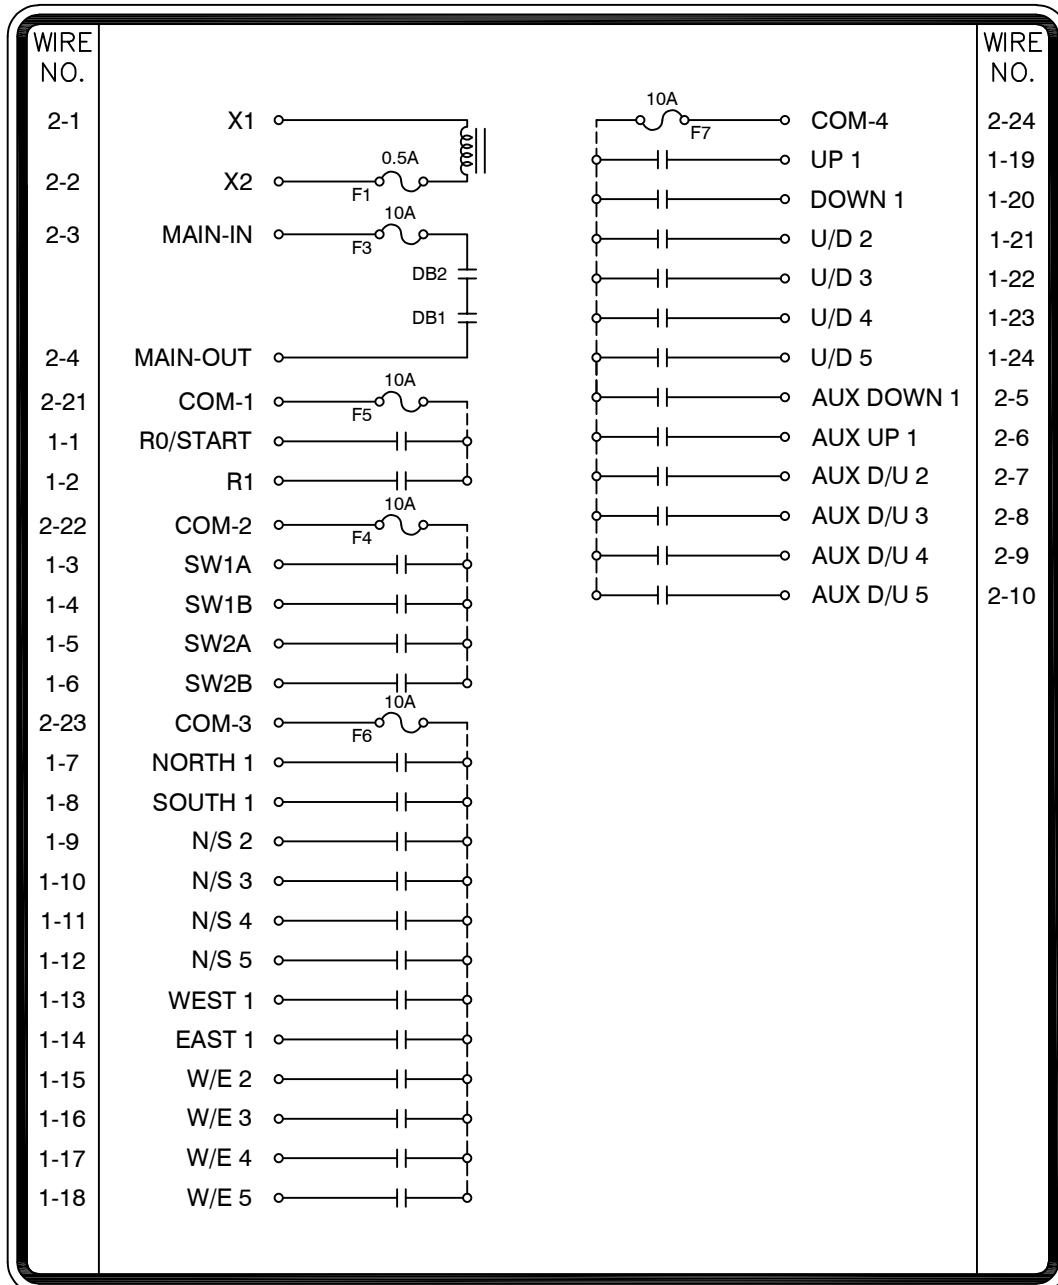 WIRE
NO.
2-1 X1
0.5A
2-2 X2 F1
10A
2-3 MAIN-IN F3
DB2
DB1
2-4 MAIN-OUT
10A
2-21 COM-1 F5
1-1 R0/START
1-2 R1
10A
2-22 COM-2 F4
1-3 SW1A
1-4 SW1B
1-5 SW2A
1-6 SW2B
10A
2-23 COM-3 F6
1-7 NORTH 1
1-8 SOUTH 1
1-9 N/S 2
1-10 N/S 3
1-11 N/S 4
1-12 N/S 5
1-13 WEST 1
1-14 EAST 1
1-15 W/E 2
1-16 W/E 3
1-17 W/E 4
1-18 W/E 5
WIRE
NO.
10A
F7 COM-4 2-24
UP 1 1-19
DOWN 1 1-20
U/D 2 1-21
U/D 3 1-22
U/D 4 1-23
U/D 5 1-24
AUX DOWN 1 2-5
AUX UP 1 2-6
AUX D/U 2 2-7
AUX D/U 3 2-8
AUX D/U 4 2-9
AUX D/U 5 2-10